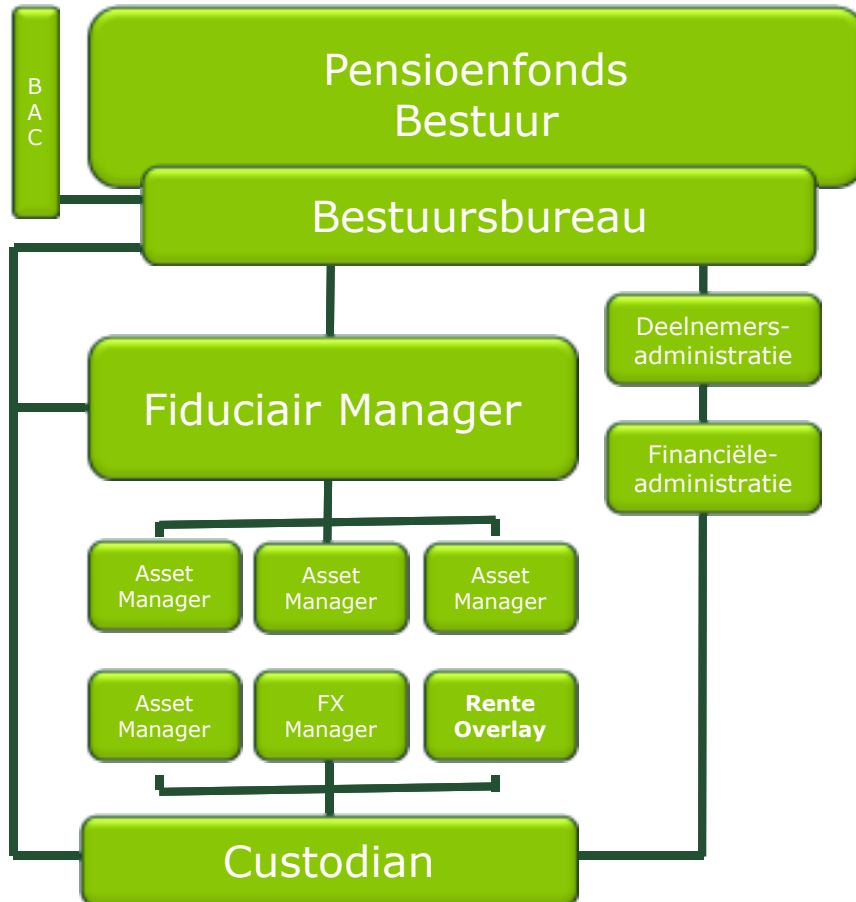 B
A
C
Pensioenfonds
Bestuur
Bestuursbureau
Deelnemers-
administratie
Fiduciair Manager
Financiële-
administratie
Asset
Manager
Asset
Manager
Asset
Manager
Asset
Manager
FX
Manager
Rente
Overlay
Custodian